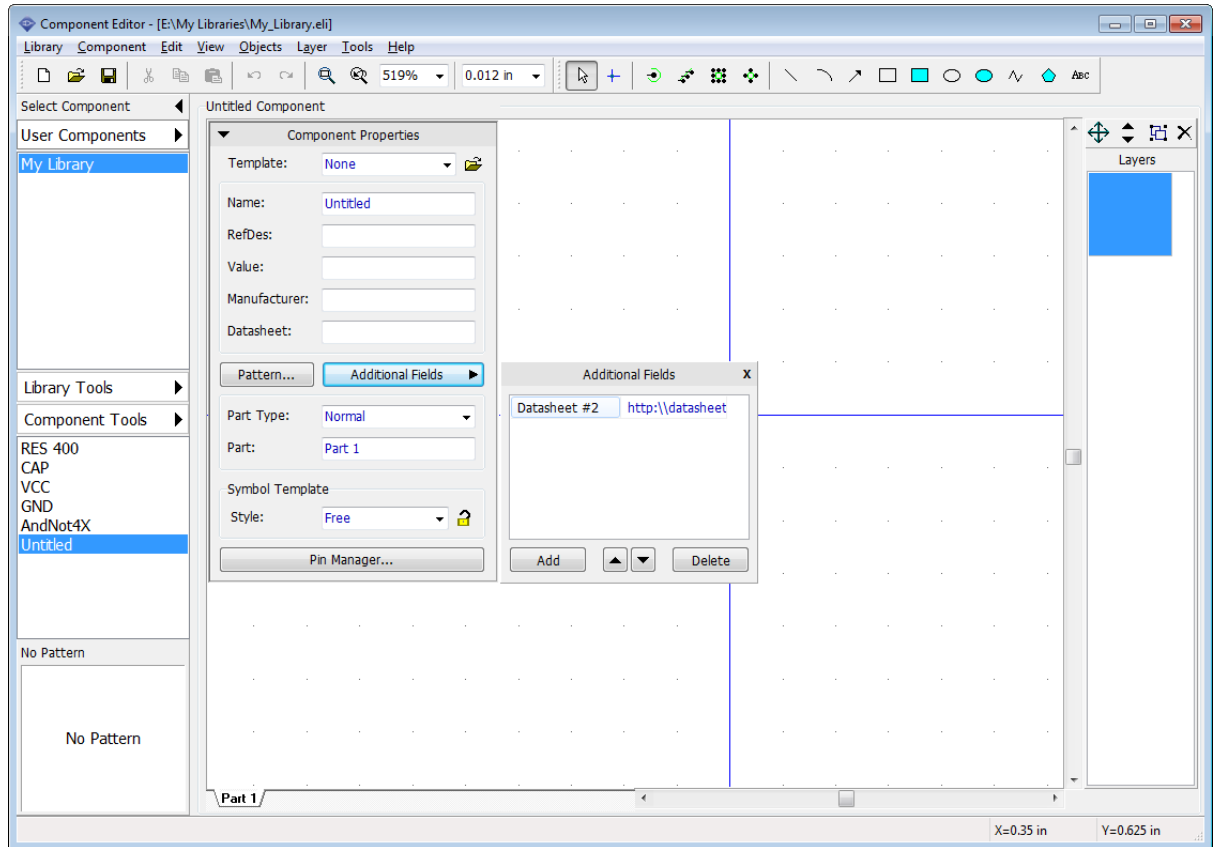 Component Editor - [E:\My Libraries\My_Library.eli]
Library Component Edit View Objects Layer Tools Help
519% 0.012 in ABC
Select Component
User Components
My Library
Library Tools
Component Tools
RES 400
CAP
VCC
GND
AndNot4X
Untitled
No Pattern
No Pattern
Untitled Component
Component Properties
Template: None
Name: Untitled
RefDes:
Value:
Manufacturer:
Datasheet:
Pattern... Additional Fields
Part Type: Normal
Part: Part 1
Symbol Template
Style: Free
Pin Manager...
Additional Fields X
Datasheet #2 http:\\datasheet
Add Delete
Layers
Part 1
X=0.35 in Y=0.625 in